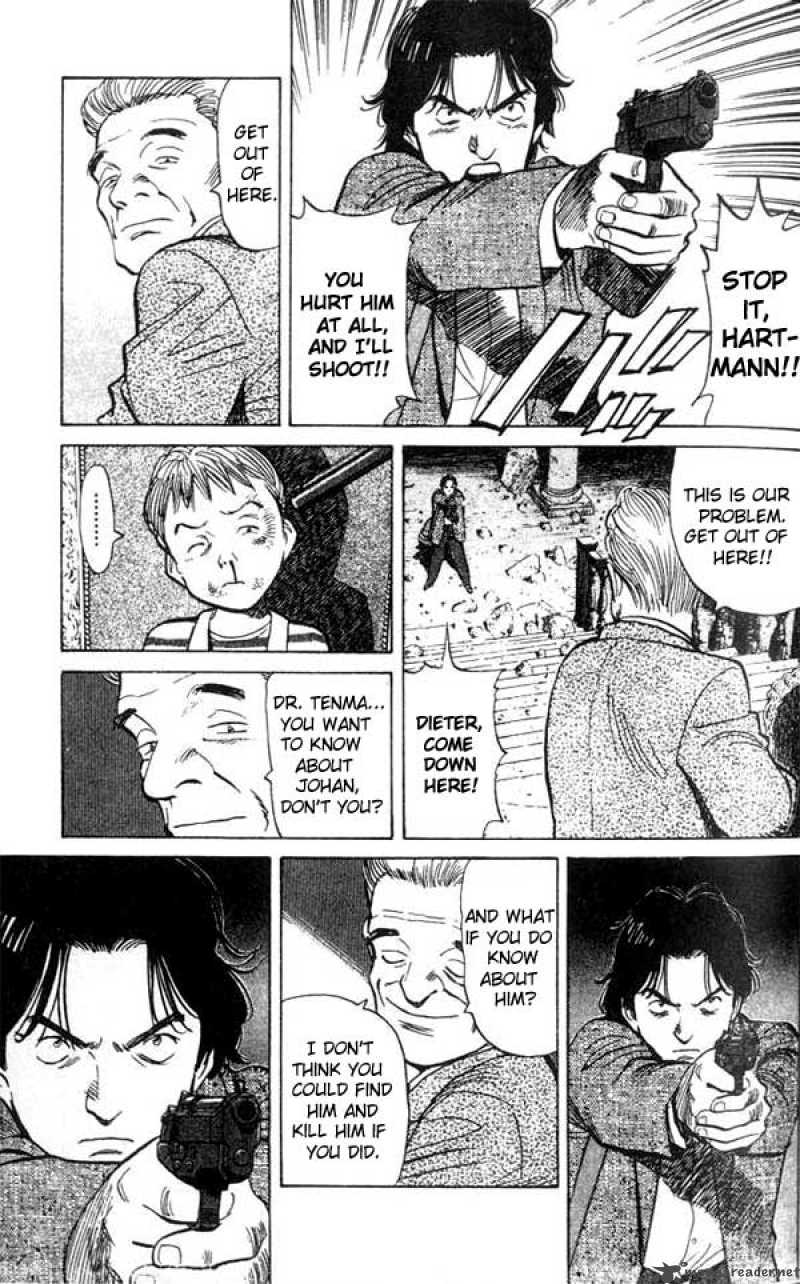 STOP
IT,
HART-
MANN!!
YOU
HURT HIM
AT ALL,
AND I'LL
SHOOT!!
バッ
GET
OUT
OF
HERE.
THIS IS OUR
PROBLEM.
GET OUT OF
HERE!!
DIETER,
COME
DOWN
HERE!
........
DR. TENMA...
YOU WANT
TO KNOW
ABOUT
JOHAN,
DON'T YOU?
AND WHAT
IF YOU DO
KNOW
ABOUT
HIM?
I DON'T
THINK YOU
COULD FIND
HIM AND
KILL HIM IF
YOU DID.